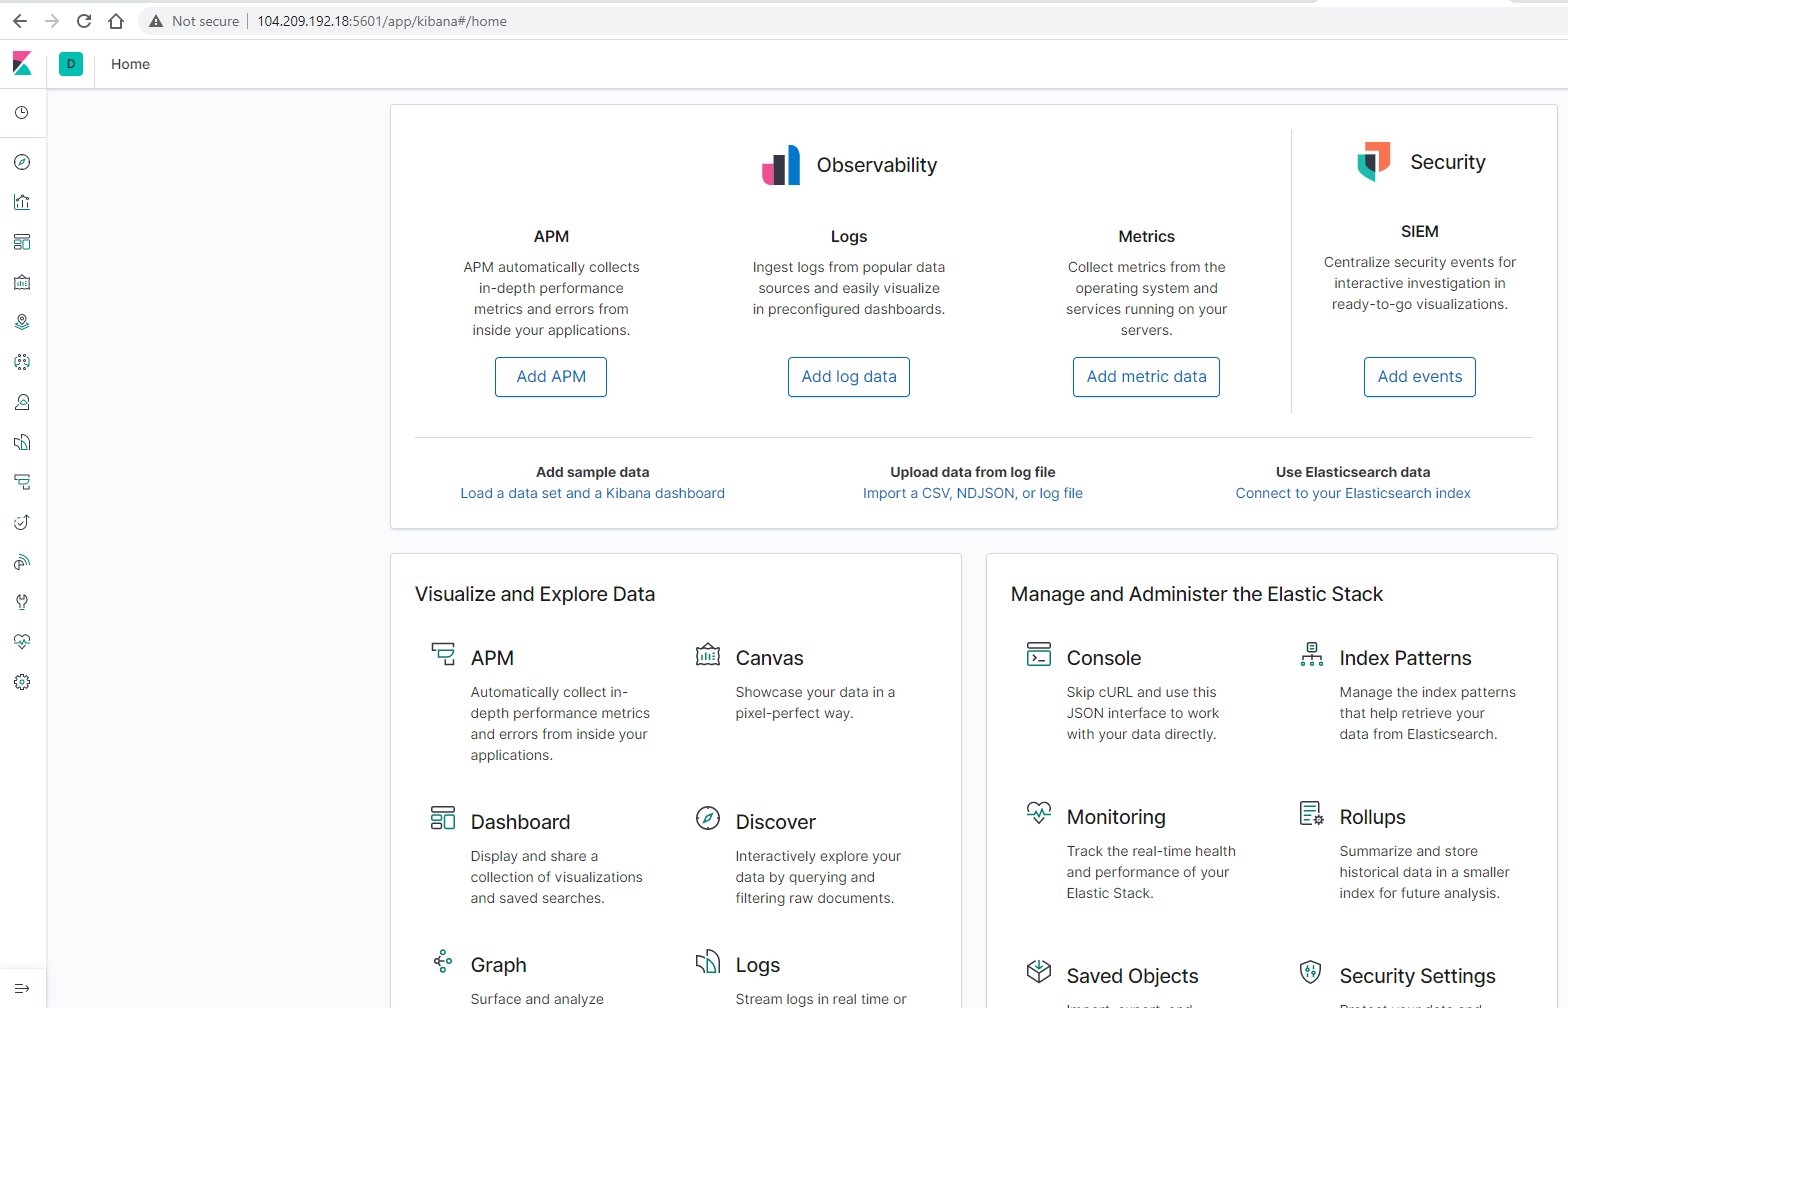 Not secure | 104.209.192.18:5601/app/kibana#/home
D
Home
Observability
Security
APM
APM automatically collects
in-depth performance
metrics and errors from
inside your applications.
Add APM
Logs
Ingest logs from popular data
sources and easily visualize
in preconfigured dashboards.
Add log data
Metrics
Collect metrics from the
operating system and
services running on your
servers.
Add metric data
SIEM
Centralize security events for
interactive investigation in
ready-to-go visualizations.
Add events
Add sample data
Load a data set and a Kibana dashboard
Upload data from log file
Import a CSV, NDJSON, or log file
Use Elasticsearch data
Connect to your Elasticsearch index
Visualize and Explore Data
APM
Automatically collect in-
depth performance metrics
and errors from inside your
applications.
Canvas
Showcase your data in a
pixel-perfect way.
Dashboard
Display and share a
collection of visualizations
and saved searches.
Discover
Interactively explore your
data by querying and
filtering raw documents.
Graph
Surface and analyze
Logs
Stream logs in real time or
Manage and Administer the Elastic Stack
Console
Skip cURL and use this
JSON interface to work
with your data directly.
Index Patterns
Manage the index patterns
that help retrieve your
data from Elasticsearch.
Monitoring
Track the real-time health
and performance of your
Elastic Stack.
Rollups
Summarize and store
historical data in a smaller
index for future analysis.
Saved Objects
Security Settings